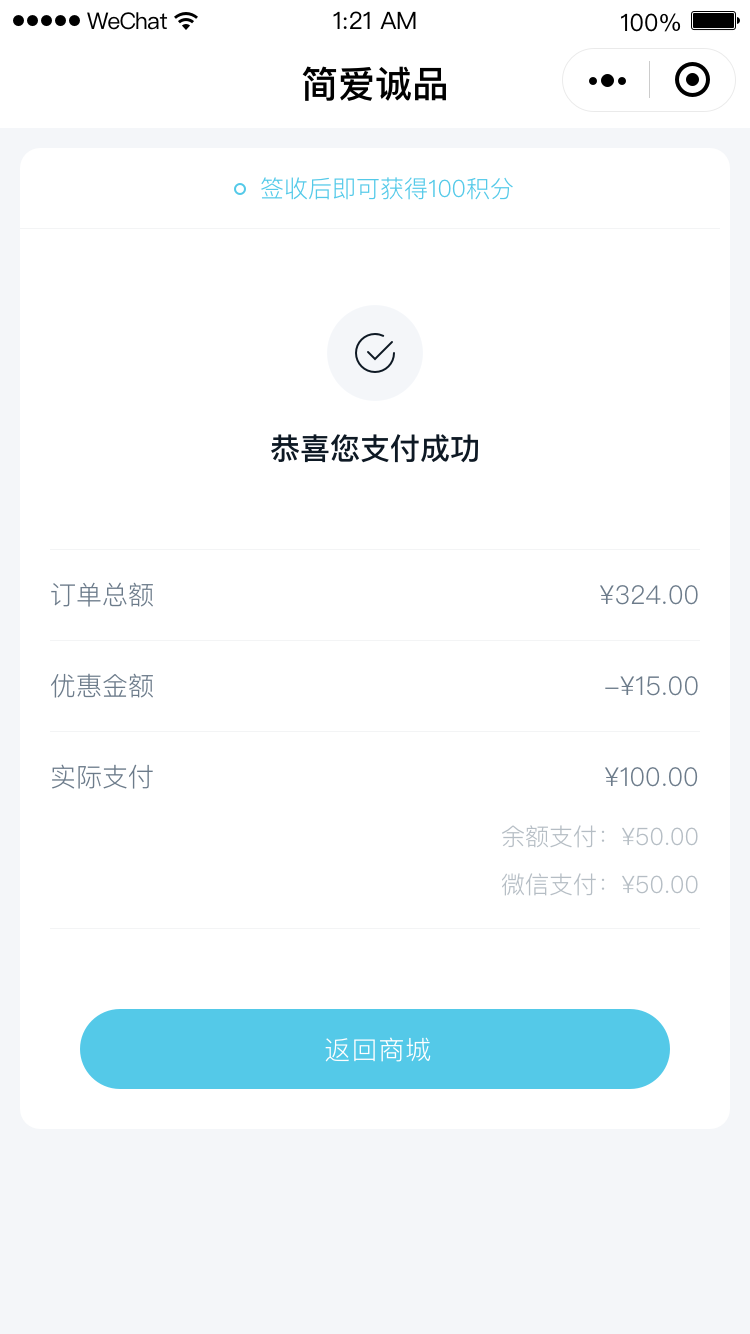 WeChat 1:21 AM 100%
简爱诚品
签收后即可获得100积分
恭喜您支付成功
订单总额 ¥324.00
优惠金额 –¥15.00
实际支付 ¥100.00
余额支付：¥50.00
微信支付：¥50.00
返回商城